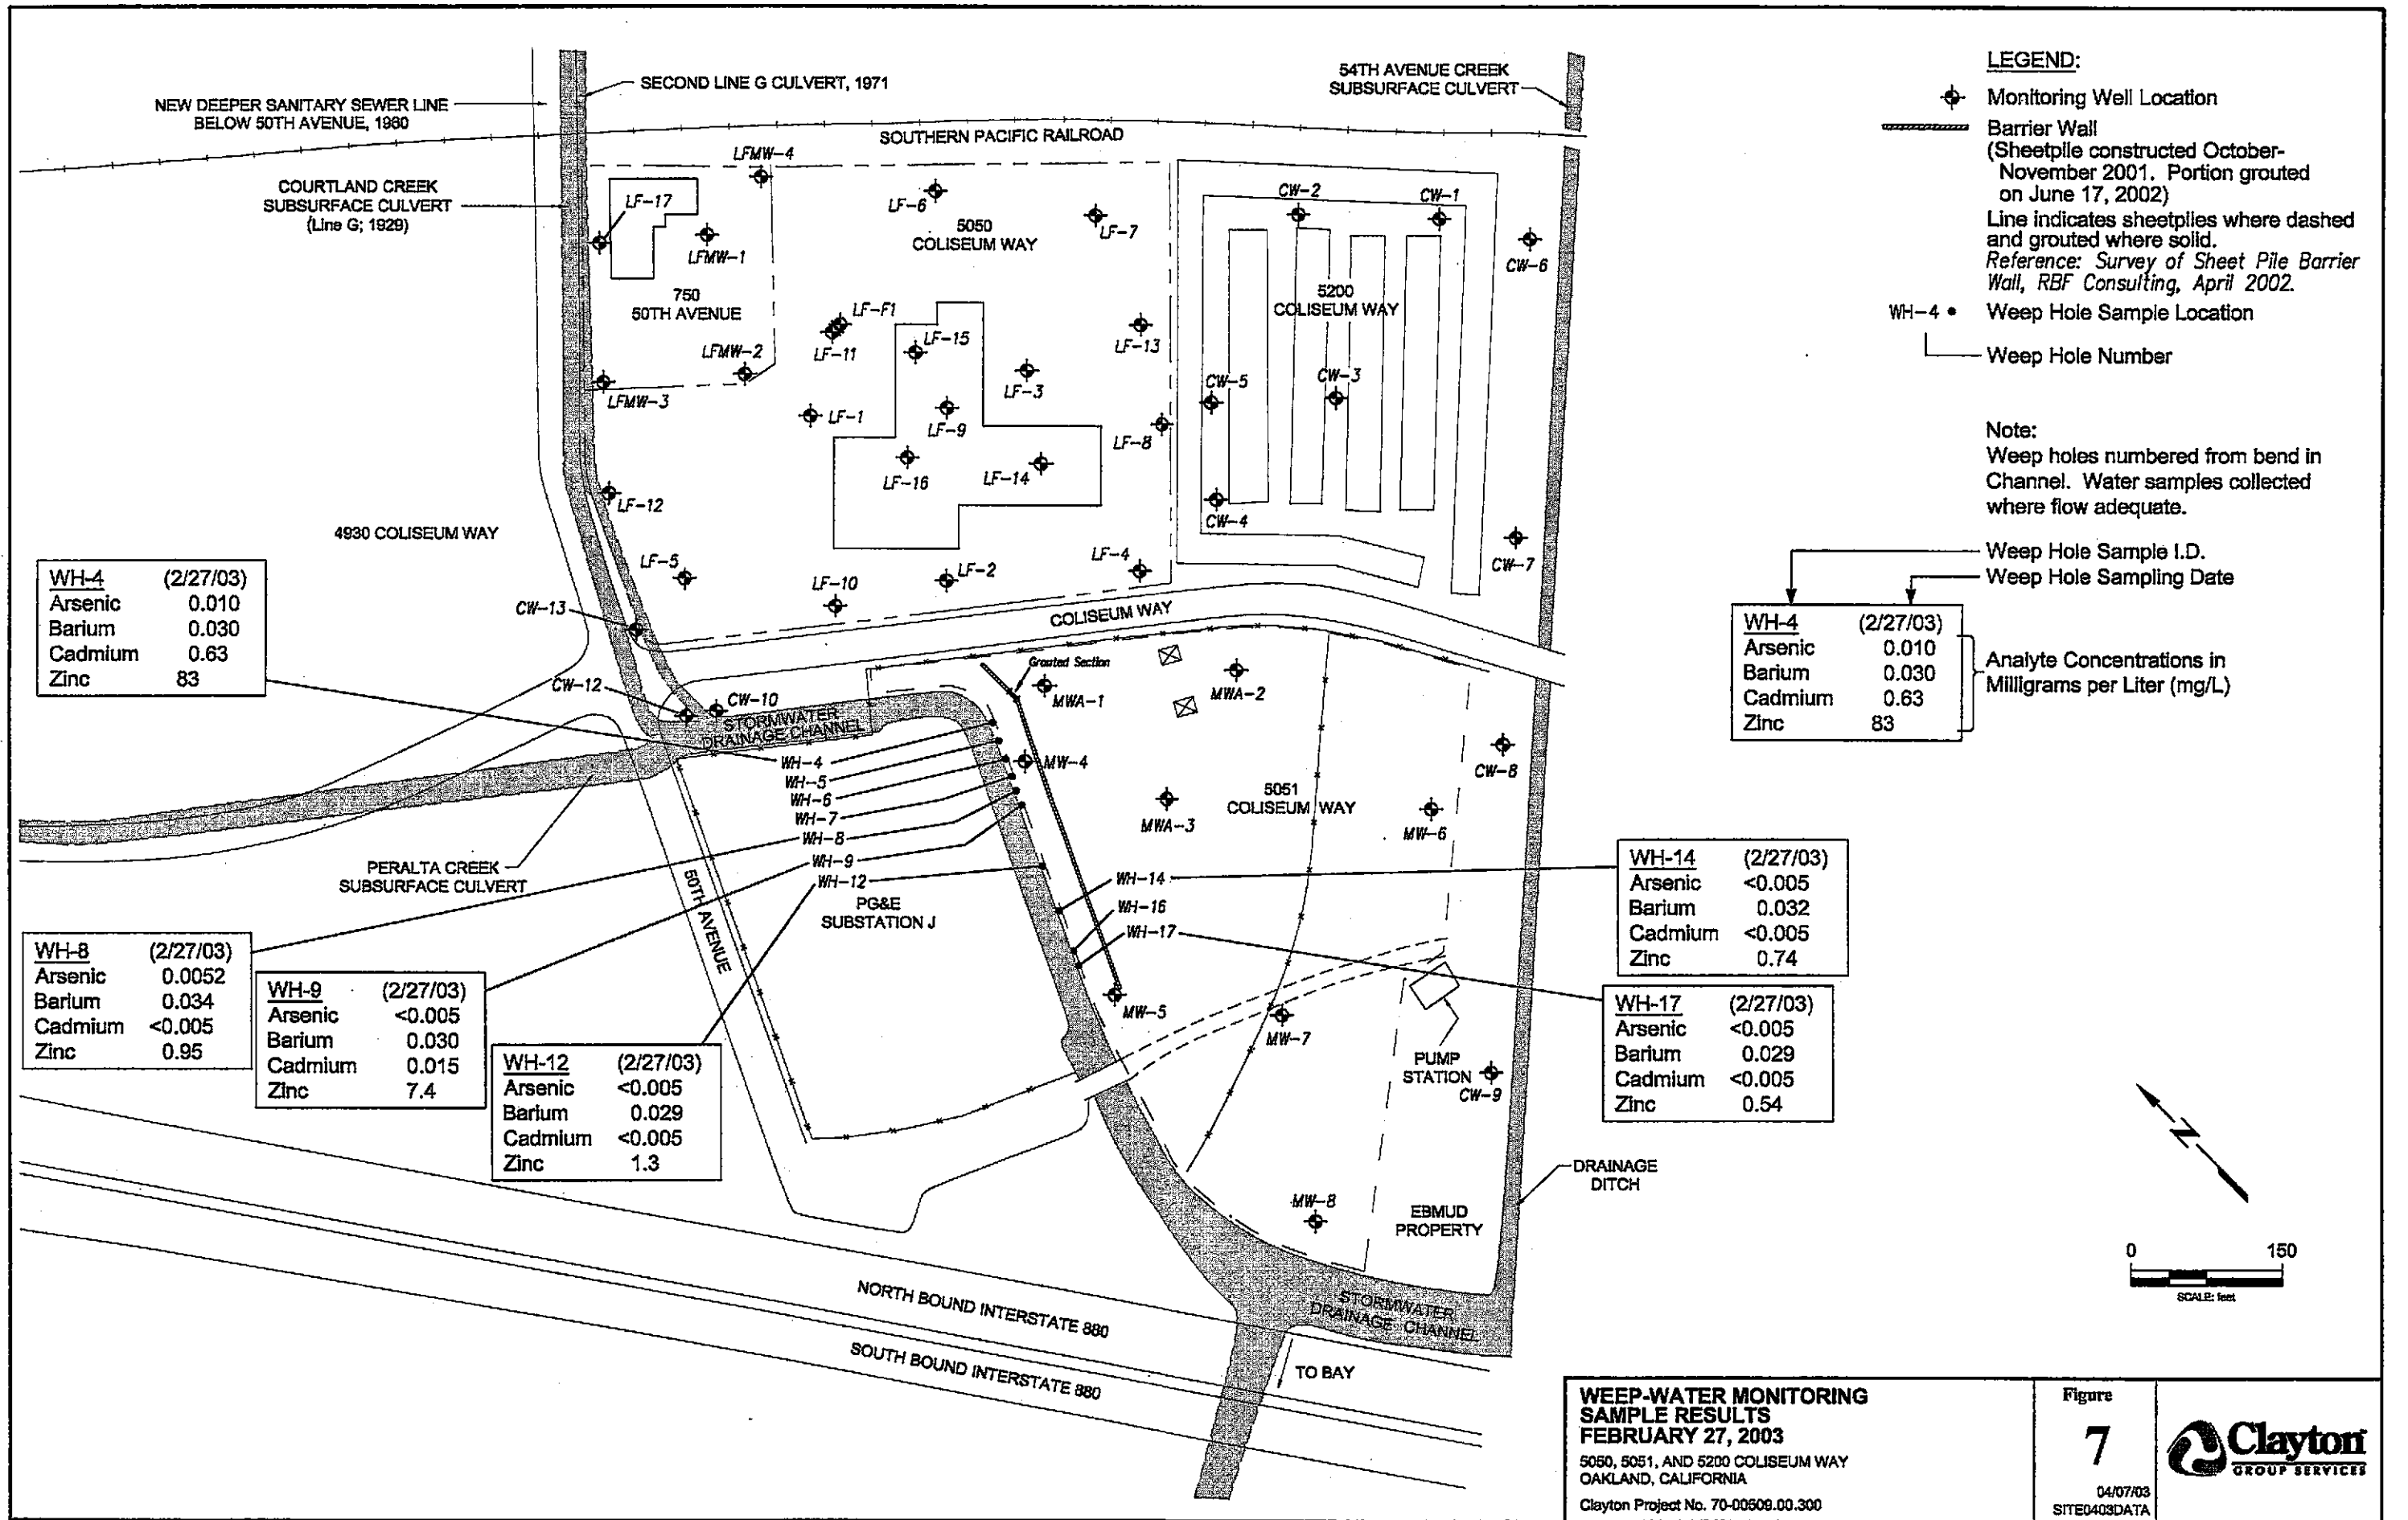 SECOND LINE G CULVERT, 1971
NEW DEEPER SANITARY SEWER LINE
BELOW 50TH AVENUE, 1960
54TH AVENUE CREEK
SUBSURFACE CULVERT
SOUTHERN PACIFIC RAILROAD
COURTLAND CREEK
SUBSURFACE CULVERT
(Line G; 1929)
LFMW-4
LF-17
LFMW-1
LF-6
5050
COLISEUM WAY
LF-7
CW-2
CW-1
CW-6
750
50TH AVENUE
LF-F1
LF-11
LF-15
LF-13
5200
COLISEUM WAY
LFMW-2
LFMW-3
LF-3
LF-1
LF-9
LF-8
CW-5
CW-3
LF-16
LF-14
LF-12
CW-4
4930 COLISEUM WAY
CW-7
LF-5
LF-10
LF-2
LF-4
CW-13
COLISEUM WAY
CW-12
CW-10
Grouted Section
MWA-1
MWA-2
STORMWATER
DRAINAGE CHANNEL
WH-4
WH-5
WH-6
WH-7
WH-8
WH-9
WH-12
MW-4
5051
COLISEUM WAY
MWA-3
CW-8
MW-6
PERALTA CREEK
SUBSURFACE CULVERT
50TH AVENUE
PG&E
SUBSTATION J
WH-14
WH-16
WH-17
MW-5
MW-7
PUMP
STATION
CW-9
DRAINAGE
DITCH
MW-8
EBMUD
PROPERTY
NORTH BOUND INTERSTATE 880
SOUTH BOUND INTERSTATE 880
STORMWATER
DRAINAGE CHANNEL
TO BAY
WH-4 (2/27/03)
Arsenic 0.010
Barium 0.030
Cadmium 0.63
Zinc 83
WH-8 (2/27/03)
Arsenic 0.0052
Barium 0.034
Cadmium <0.005
Zinc 0.95
WH-9 (2/27/03)
Arsenic <0.005
Barium 0.030
Cadmium 0.015
Zinc 7.4
WH-12 (2/27/03)
Arsenic <0.005
Barium 0.029
Cadmium <0.005
Zinc 1.3
WH-14 (2/27/03)
Arsenic <0.005
Barium 0.032
Cadmium <0.005
Zinc 0.74
WH-17 (2/27/03)
Arsenic <0.005
Barium 0.029
Cadmium <0.005
Zinc 0.54
LEGEND:
Monitoring Well Location
Barrier Wall
(Sheetpile constructed October-
November 2001. Portion grouted
on June 17, 2002)
Line indicates sheetpiles where dashed
and grouted where solid.
Reference: Survey of Sheet Pile Barrier
Wall, RBF Consulting, April 2002.
WH-4 • Weep Hole Sample Location
Weep Hole Number
Note:
Weep holes numbered from bend in
Channel. Water samples collected
where flow adequate.
Weep Hole Sample I.D.
Weep Hole Sampling Date
WH-4 (2/27/03)
Arsenic 0.010
Barium 0.030
Cadmium 0.63
Zinc 83
Analyte Concentrations in
Milligrams per Liter (mg/L)
N
0 150
SCALE: feet
WEEP-WATER MONITORING
SAMPLE RESULTS
FEBRUARY 27, 2003
5050, 5051, AND 5200 COLISEUM WAY
OAKLAND, CALIFORNIA
Clayton Project No. 70-00509.00.300
Figure
7
04/07/03
SITE0403DATA
Clayton
GROUP SERVICES